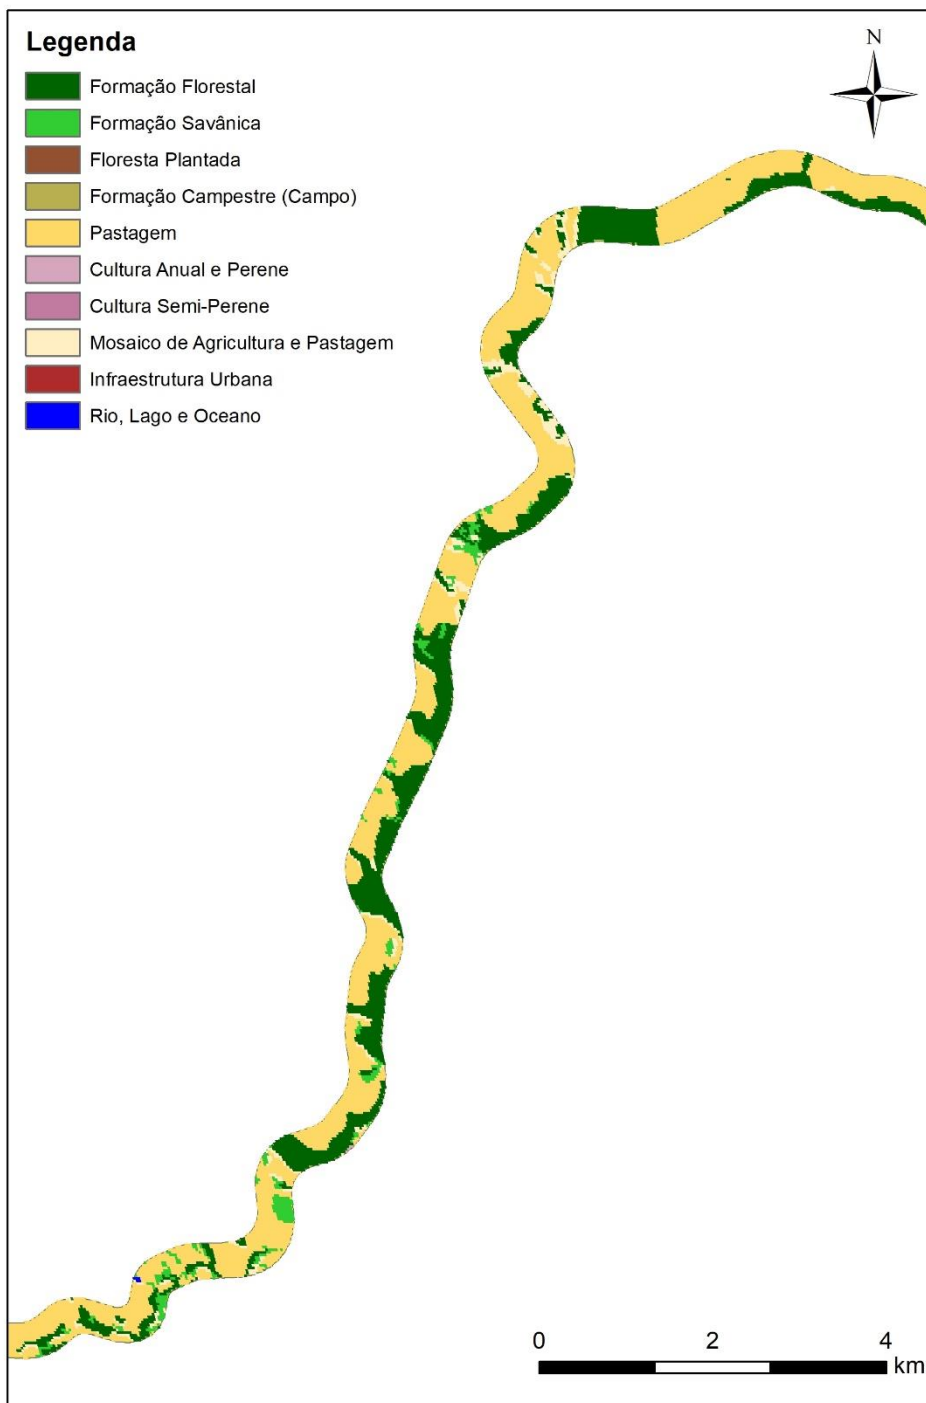 Legenda
N
Formação Florestal
Formação Savânica
Floresta Plantada
Formação Campestre (Campo)
Pastagem
Cultura Anual e Perene
Cultura Semi-Perene
Mosaico de Agricultura e Pastagem
Infraestrutura Urbana
Rio, Lago e Oceano
0 2 4
km